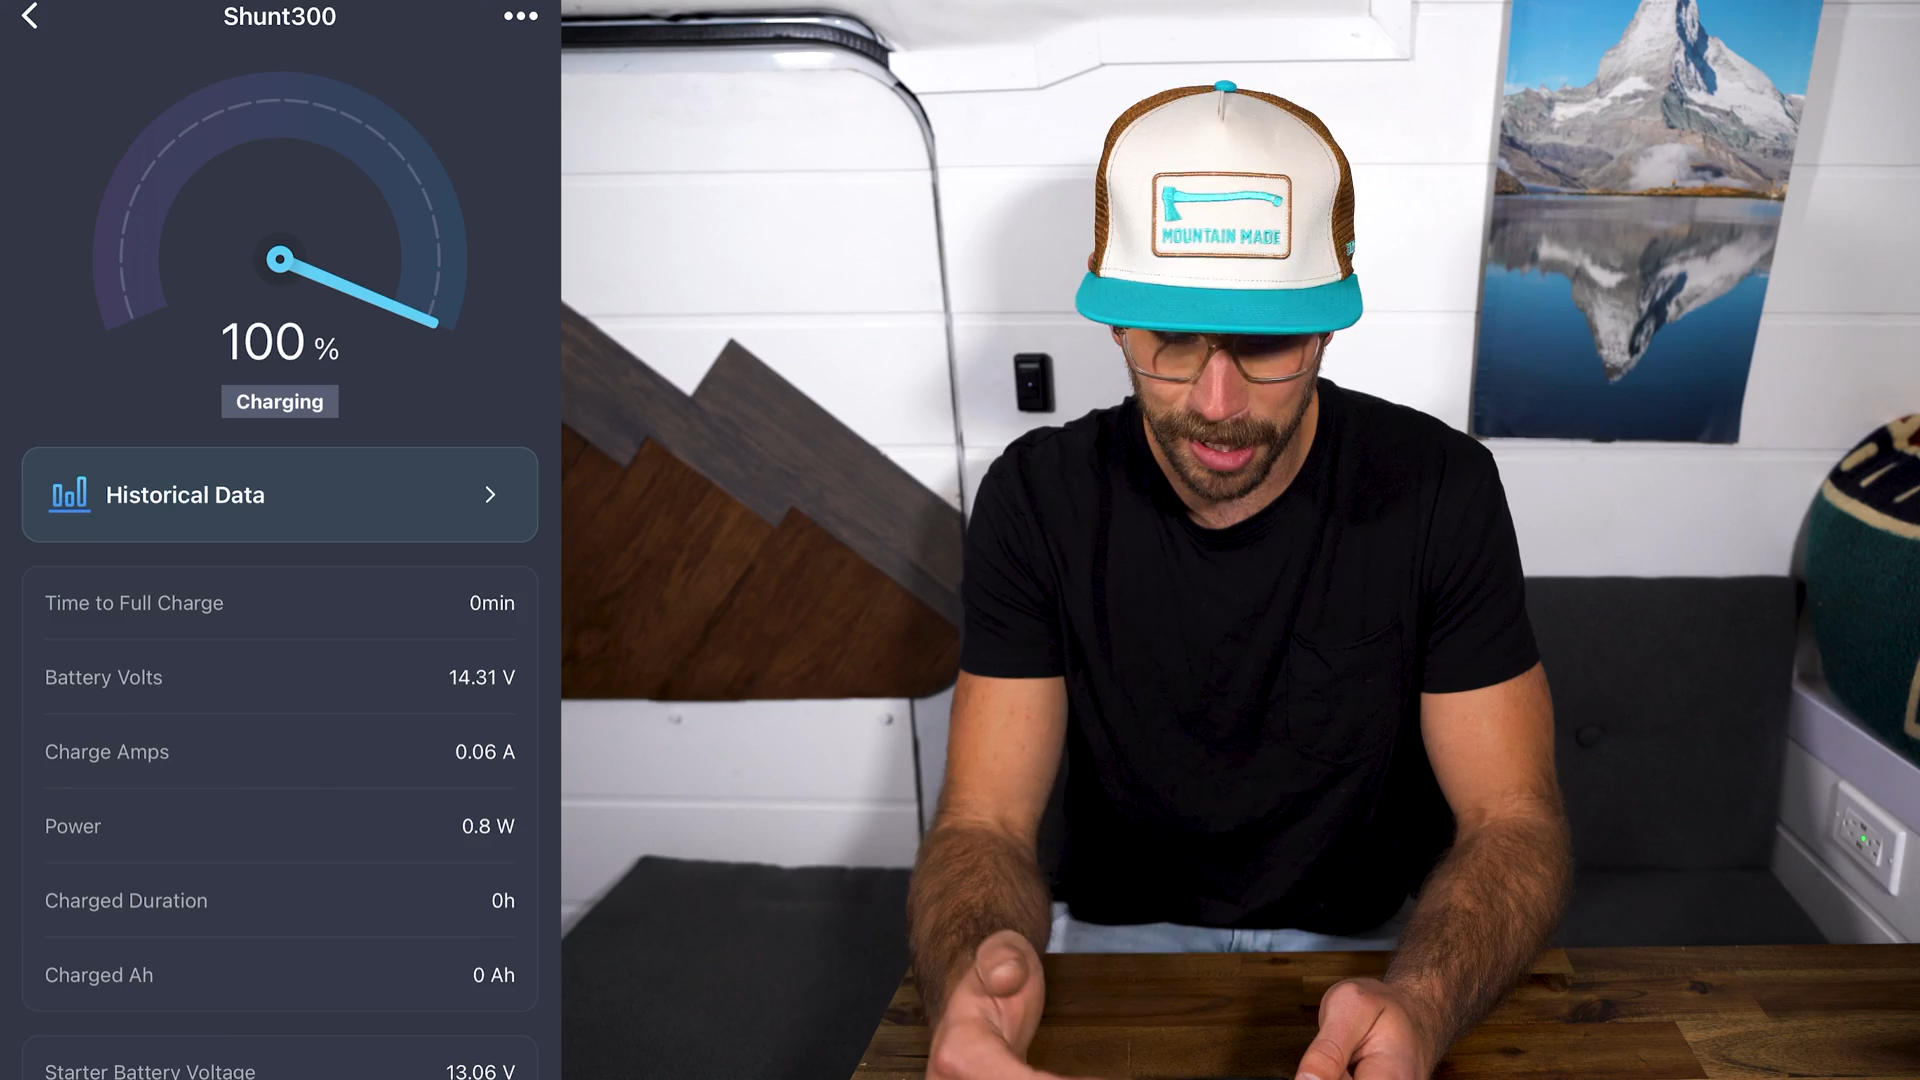 Shunt300
100 %
Charging
Historical Data
Time to Full Charge 0min
Battery Volts 14.31 V
Charge Amps 0.06 A
Power 0.8 W
Charged Duration 0h
Charged Ah 0 Ah
Starter Battery Voltage 13.06 V
MOUNTAIN MADE